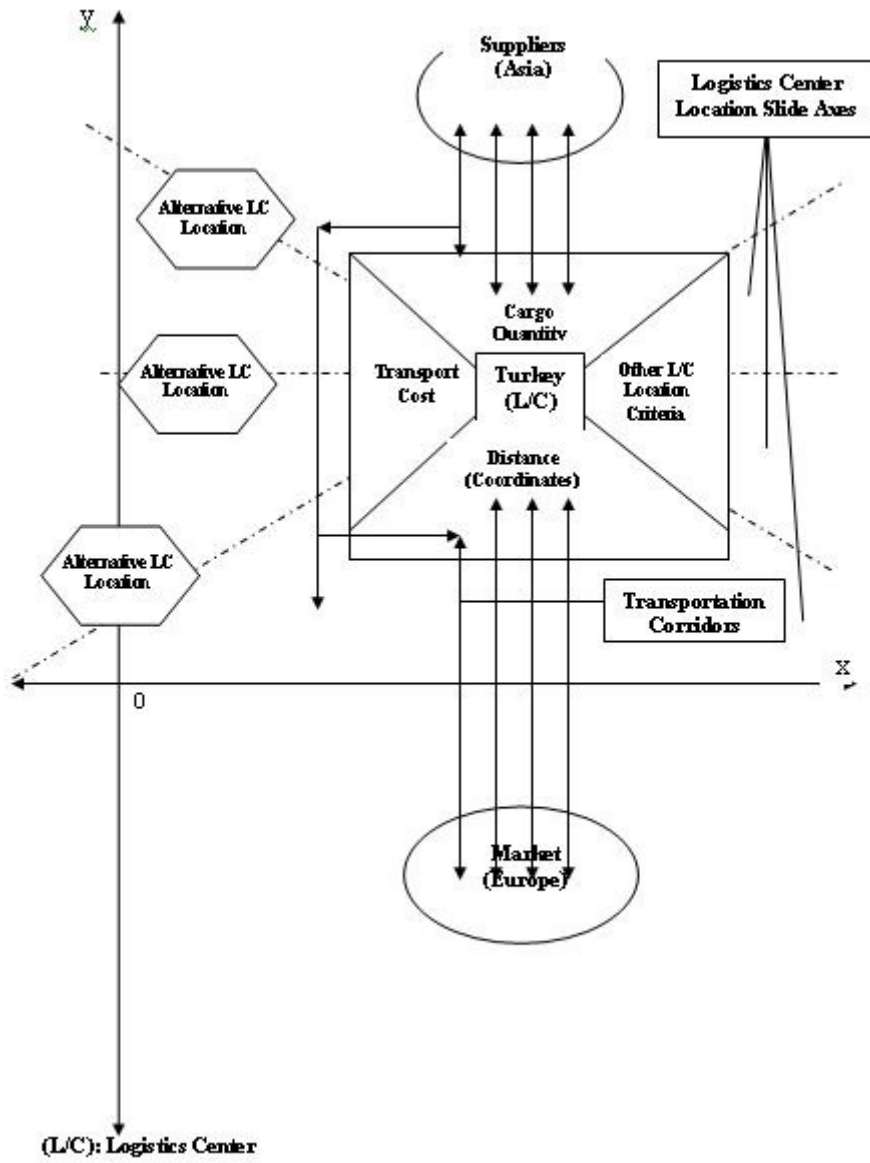 y
Suppliers
(Asia)
Logistics Center
Location Slide Axes
Alternative LC
Location
Cargo
Quantity
Alternative LC
Location
Transport
Cost
Turkey
(L/C)
Other L/C
Location
Criteria
Distance
(Coordinates)
Alternative LC
Location
Transportation
Corridors
x
0
Market
(Europe)
(L/C): Logistics Center